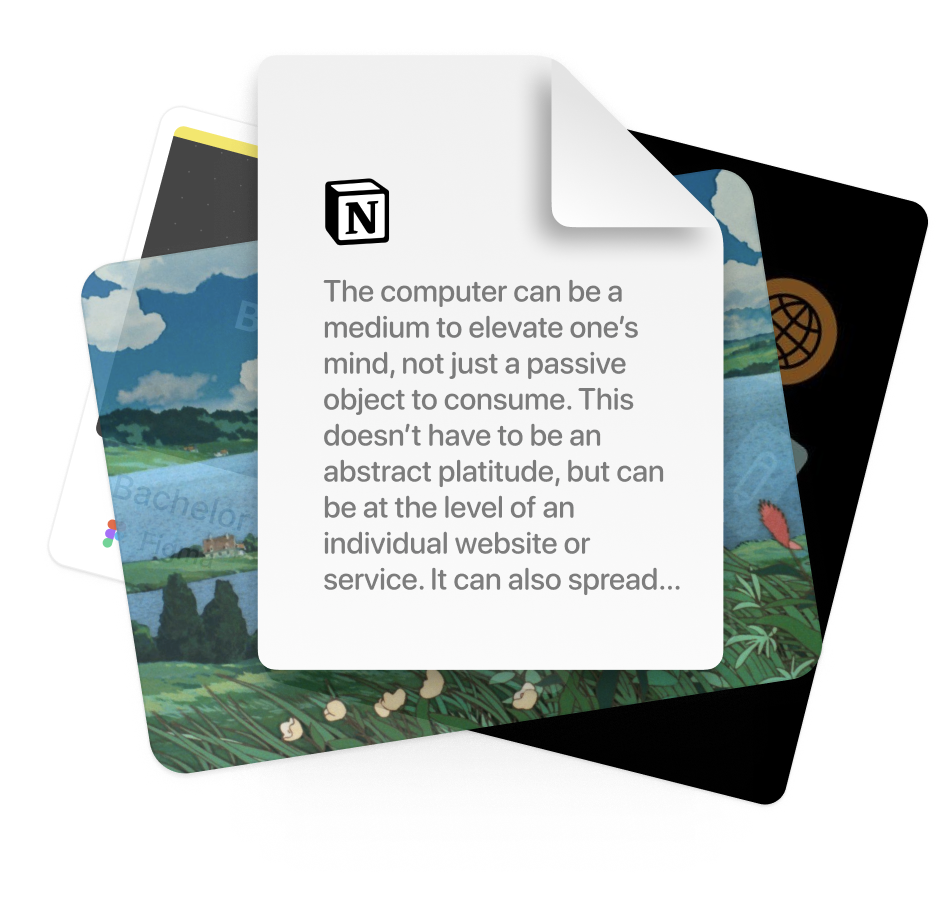 N
The computer can be a
medium to elevate one’s
mind, not just a passive
object to consume. This
doesn’t have to be an
abstract platitude, but can
be at the level of an
individual website or
service. It can also spread...
Bachelor
Figma